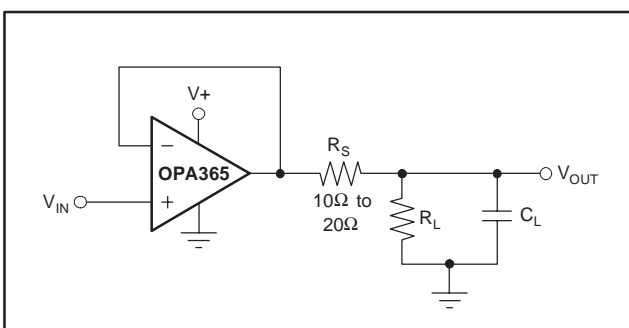 V+
−
OPA365
+
V_IN
R_S
10Ω to
20Ω
R_L
C_L
V_OUT